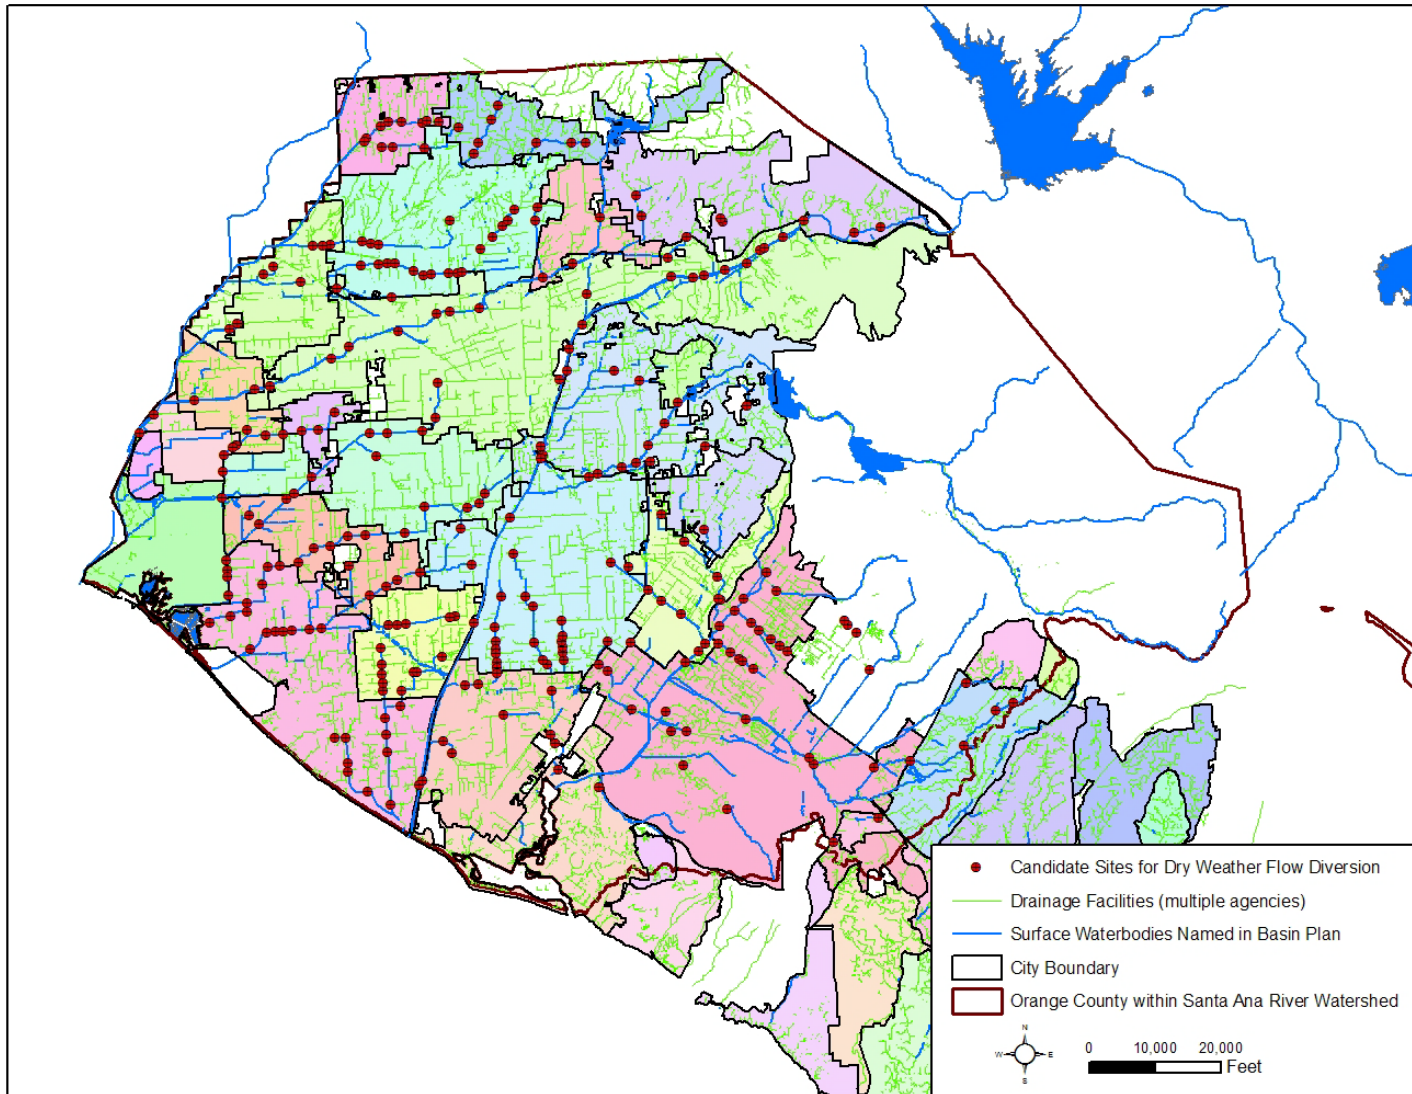 Candidate Sites for Dry Weather Flow Diversion
Drainage Facilities (multiple agencies)
Surface Waterbodies Named in Basin Plan
City Boundary
Orange County within Santa Ana River Watershed
N
W E
S
0 10,000 20,000
Feet